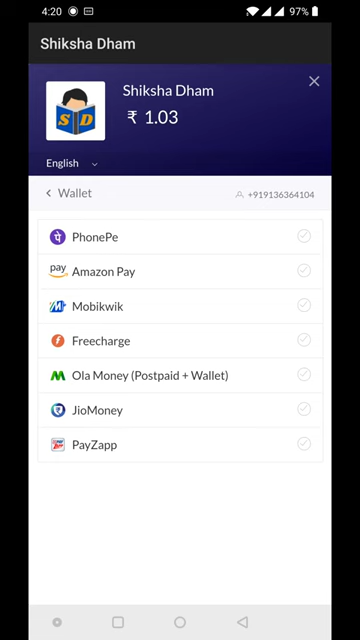 4:20
97%
Shiksha Dham
Shiksha Dham
₹ 1.03
S D
English
Wallet
+919136364104
पे PhonePe
pay Amazon Pay
Mobikwik
Freecharge
Ola Money (Postpaid + Wallet)
JioMoney
PayZapp